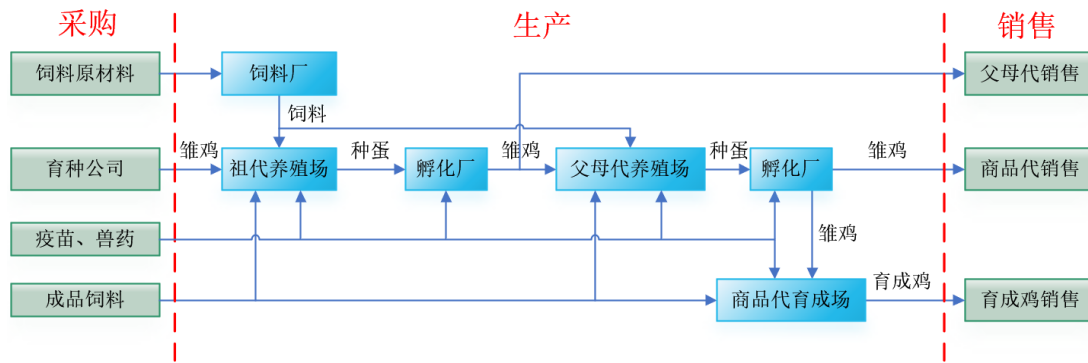 采购
生产
销售
饲料原材料
饲料厂
父母代销售
饲料
雏鸡
种蛋
雏鸡
种蛋
雏鸡
育种公司
祖代养殖场
孵化厂
父母代养殖场
孵化厂
商品代销售
疫苗、兽药
雏鸡
成品饲料
商品代育成场
育成鸡
育成鸡销售